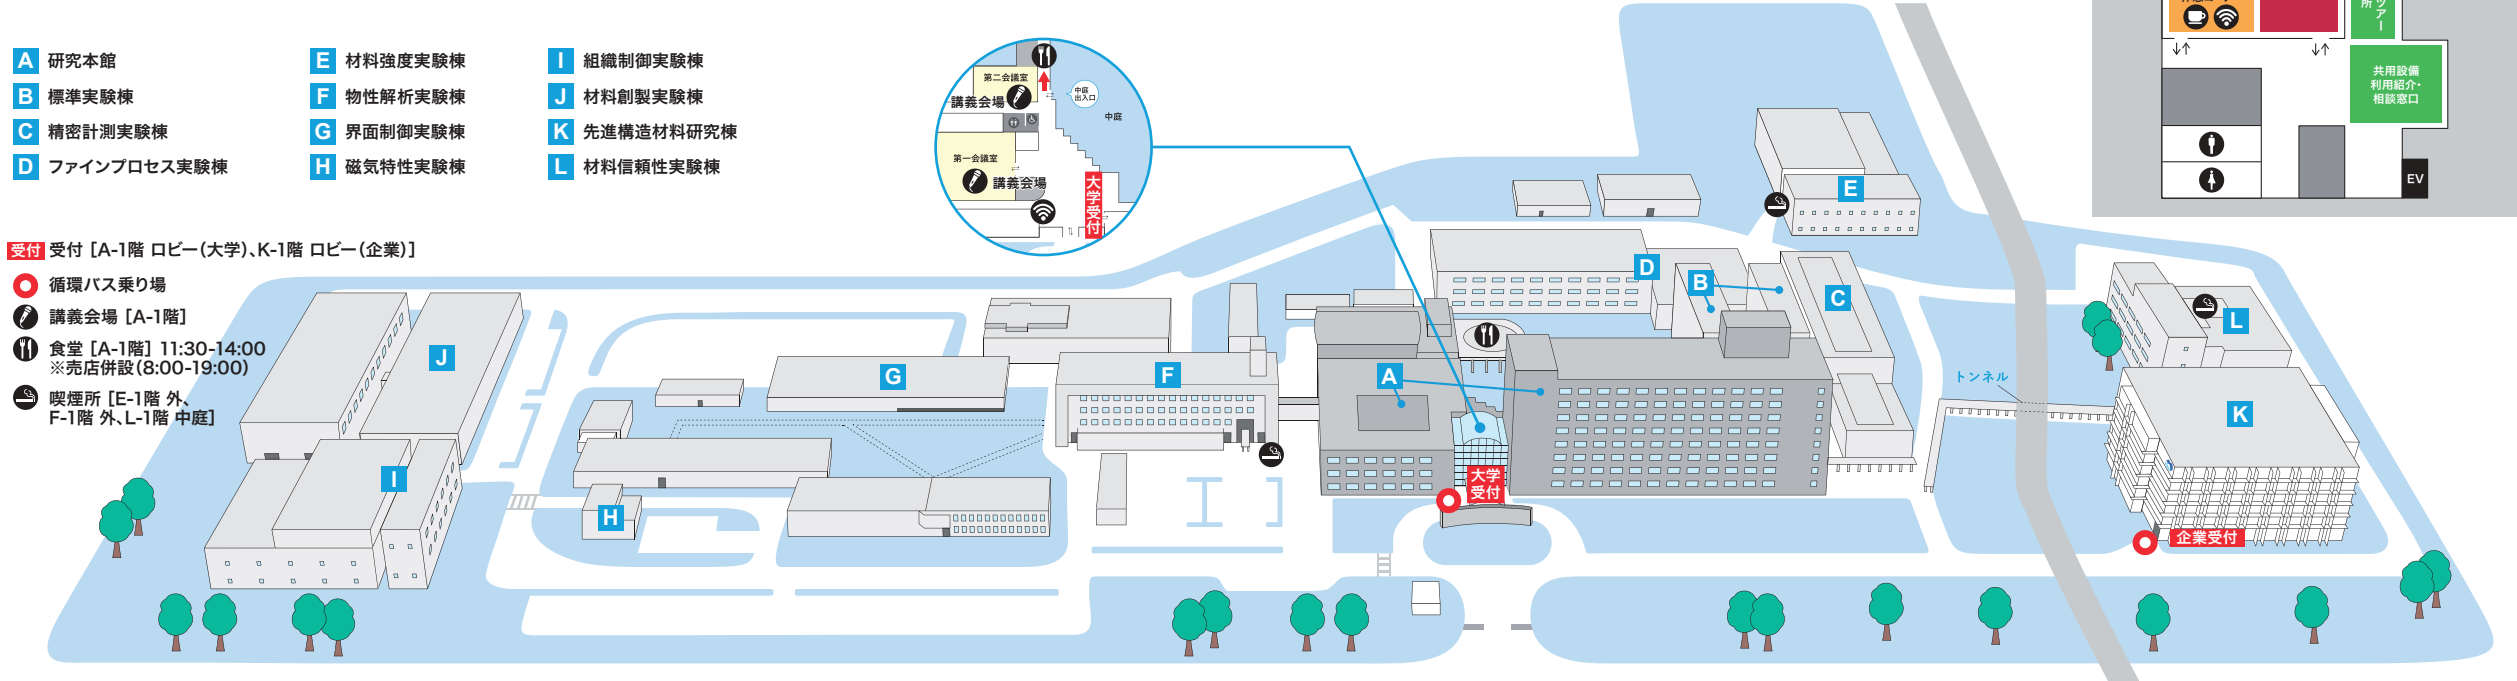 A 研究本館
B 標準実験棟
C 精密計測実験棟
D ファインプロセス実験棟
E 材料強度実験棟
F 物性解析実験棟
G 界面制御実験棟
H 磁気特性実験棟
I 組織制御実験棟
J 材料創製実験棟
K 先進構造材料研究棟
L 材料信頼性実験棟
受付 受付 [A-1階 ロビー(大学)、K-1階 ロビー(企業)]
循環バス乗り場
講義会場 [A-1階]
食堂 [A-1階] 11:30-14:00
※売店併設(8:00-19:00)
喫煙所 [E-1階 外、
F-1階 外、L-1階 中庭]
第二会議室
講義会場
中庭
出入口
中庭
第一会議室
講義会場
大学受付
ツアー
所
共用設備
利用紹介・
相談窓口
EV
E
D
B
C
L
J
G
F
A
トンネル
K
I
H
大学
受付
企業受付